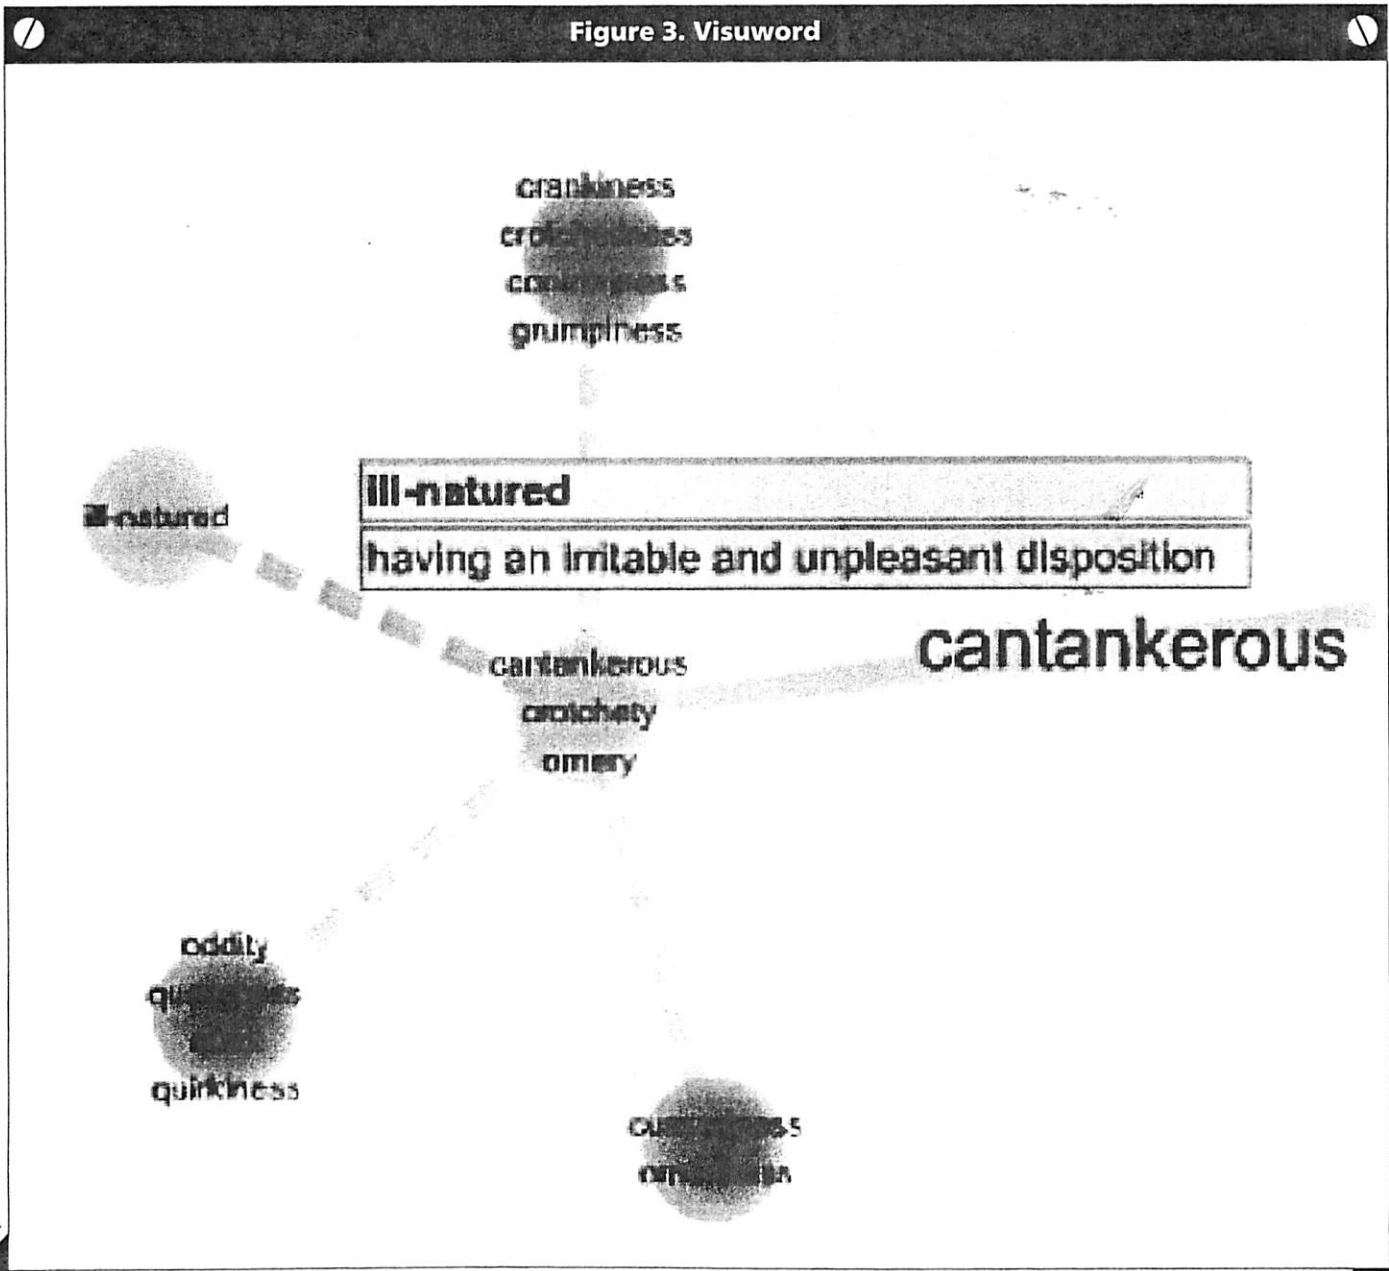 Figure 3. Visuword
crankiness
grumpiness
ill-natured
having an irritable and unpleasant disposition
ill-natured
cantankerous
cantankerous
crotchety
ornery
oddity
quirkiness